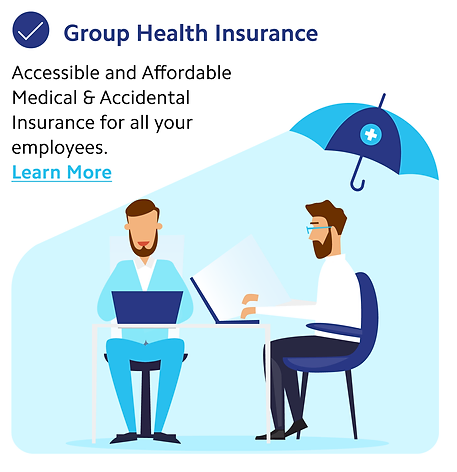 Group Health Insurance
Accessible and Affordable
Medical & Accidental
Insurance for all your
employees.
Learn More